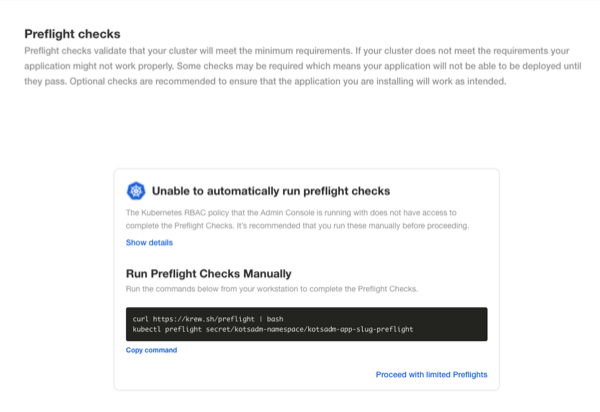 Preflight checks
Preflight checks validate that your cluster will meet the minimum requirements. If your cluster does not meet the requirements your
application might not work properly. Some checks may be required which means your application will not be able to be deployed until
they pass. Optional checks are recommended to ensure that the application you are installing will work as intended.
Unable to automatically run preflight checks
The Kubernetes RBAC policy that the Admin Console is running with does not have access to
complete the Preflight Checks. It's recommended that you run these manually before proceeding.
Show details
Run Preflight Checks Manually
Run the commands below from your workstation to complete the Preflight Checks.
curl https://krew.sh/preflight | bash
kubectl preflight secret/kotsadm-namespace/kotsadm-app-slug-preflight
Copy command
Proceed with limited Preflights